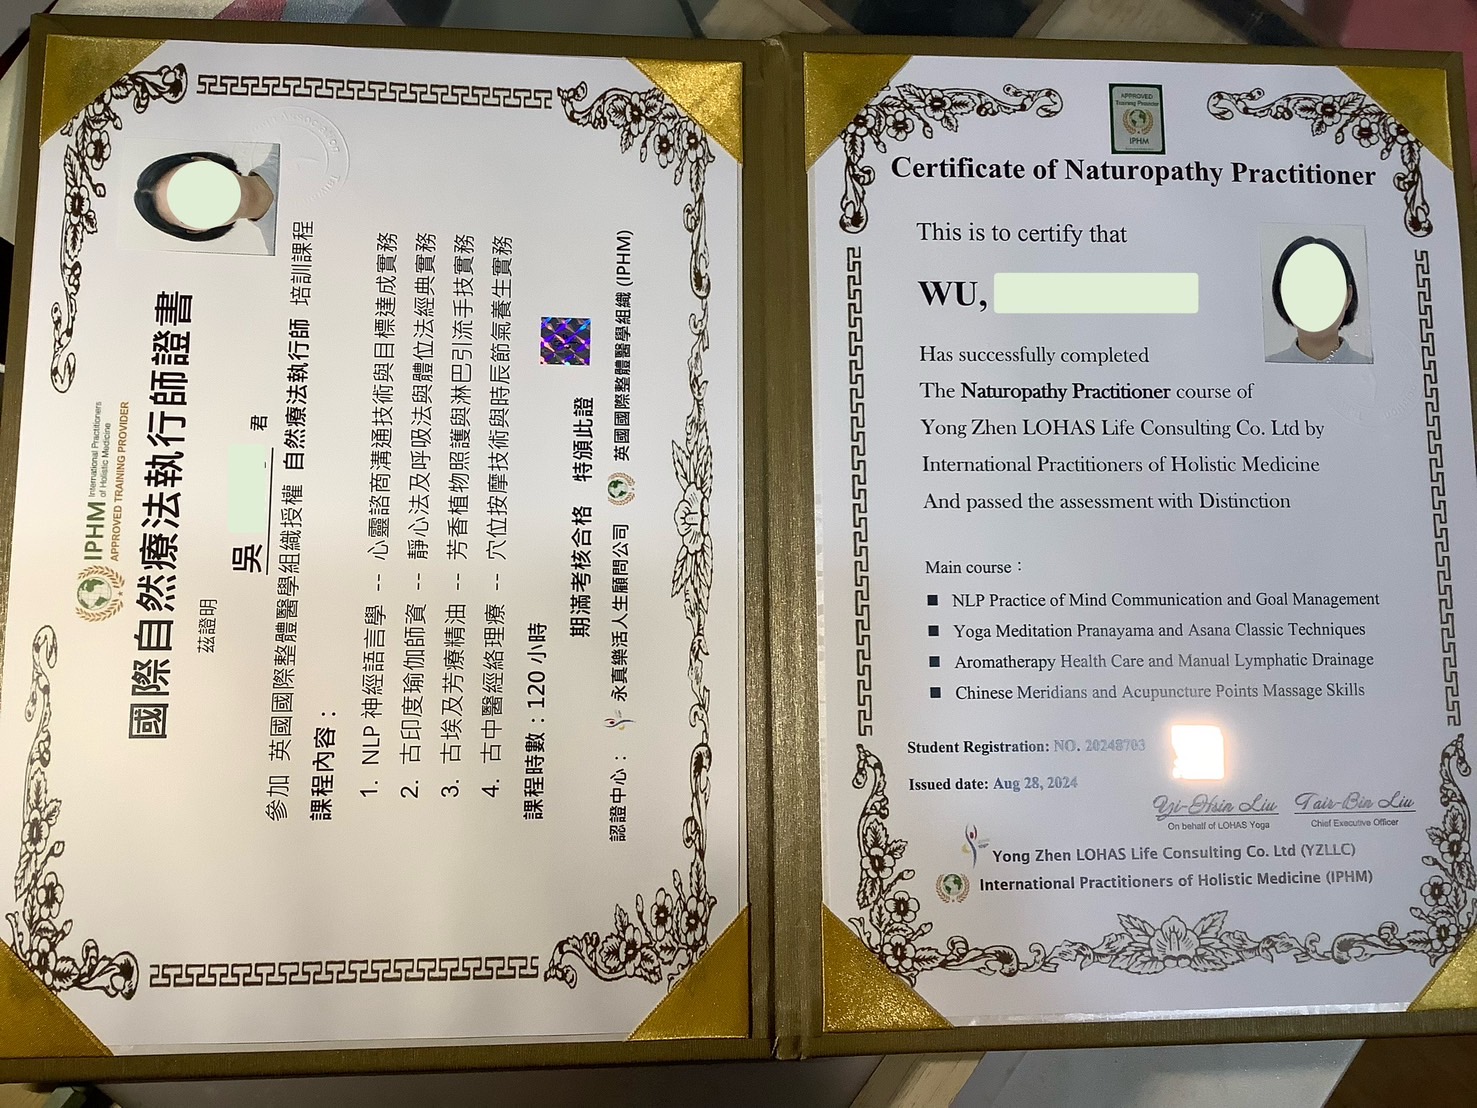 IPHM International Practitioners of Holistic Medicine
APPROVED TRAINING PROVIDER
國際自然療法執行師證書
茲證明
吳 君
參加 英國國際整體醫學組織授權 自然療法執行師 培訓課程
課程內容：
1. NLP 神經語言學 -- 心靈諮商溝通技術與目標達成實務
2. 古印度瑜伽師資 -- 靜心法及呼吸法與體位法經典實務
3. 古埃及芳療精油 -- 芳香植物照護與淋巴引流手技實務
4. 古中醫經絡理療 -- 穴位按摩技術與時辰節氣養生實務
課程時數：120 小時
期滿考核合格 特頒此證
認證中心： 永真樂活人生顧問公司 英國國際整體醫學組織 (IPHM)
APPROVED
Training Provider
IPHM
Certificate of Naturopathy Practitioner
This is to certify that
WU,
Has successfully completed
The Naturopathy Practitioner course of
Yong Zhen LOHAS Life Consulting Co. Ltd by
International Practitioners of Holistic Medicine
And passed the assessment with Distinction
Main course：
■ NLP Practice of Mind Communication and Goal Management
■ Yoga Meditation Pranayama and Asana Classic Techniques
■ Aromatherapy Health Care and Manual Lymphatic Drainage
■ Chinese Meridians and Acupuncture Points Massage Skills
Student Registration: NO. 20248703
Issued date: Aug 28, 2024
Yi-Hsin Liu Tair-Bin Liu
On behalf of LOHAS Yoga Chief Executive Officer
Yong Zhen LOHAS Life Consulting Co. Ltd (YZLLC)
International Practitioners of Holistic Medicine (IPHM)